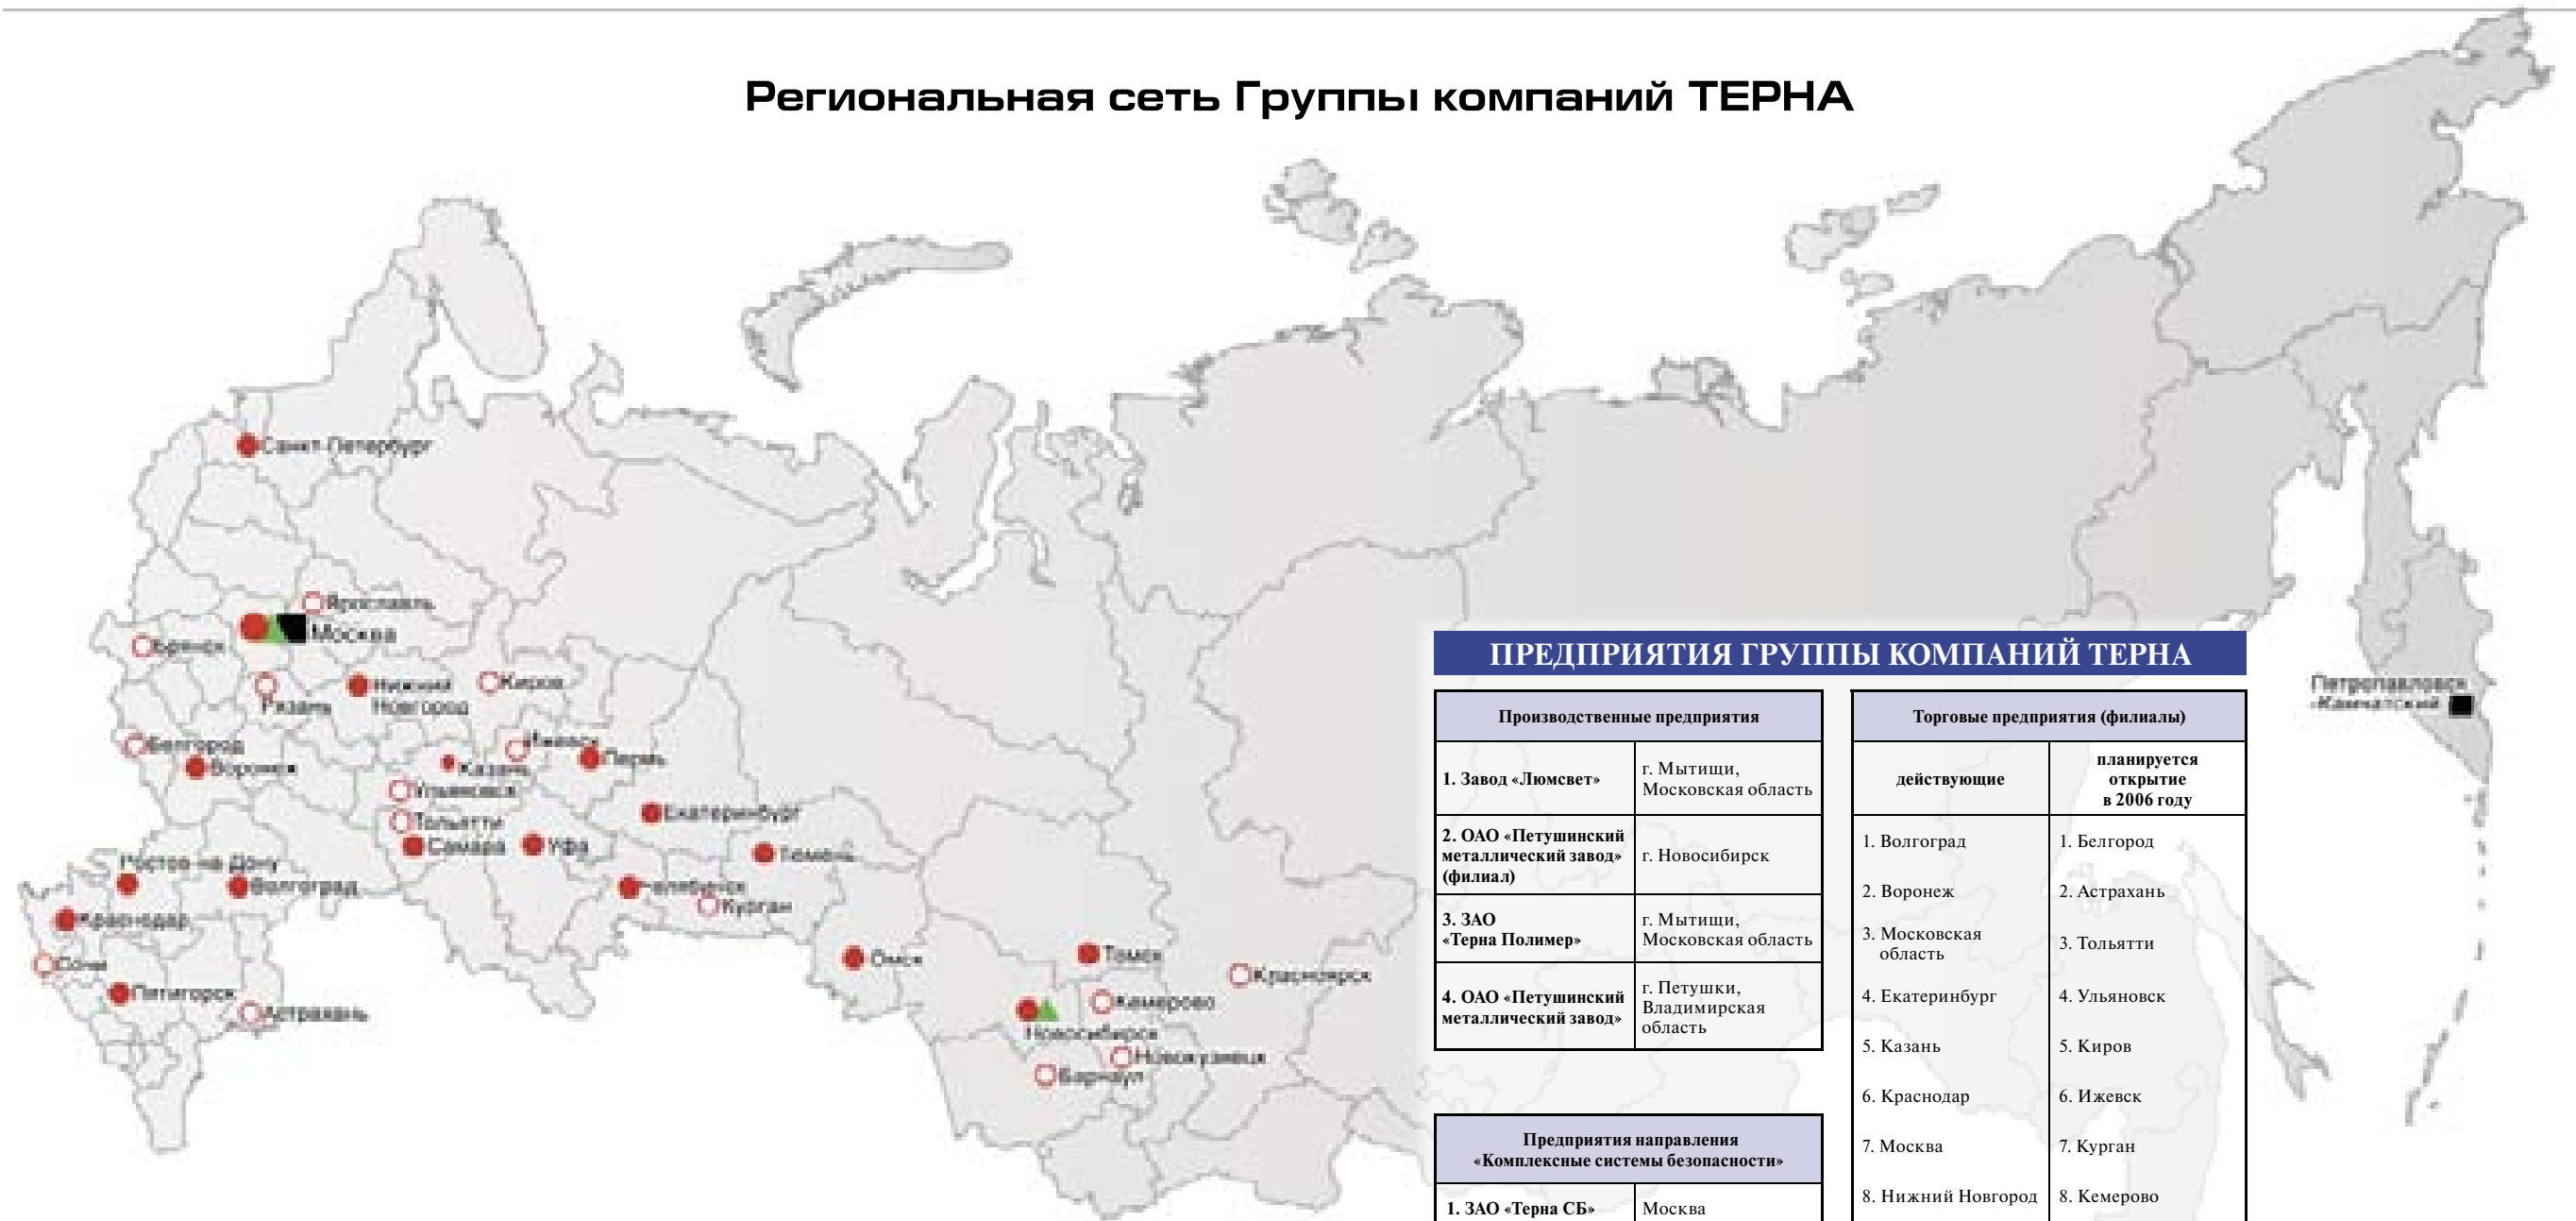 Региональная сеть Группы компаний ТЕРНА
Санкт-Петербург
Ярославль
Москва
Брянск
Рязань
Нижний
Новгород
Киров
Белгород
Воронеж
Казань
Ижевск
Пермь
Ульяновск
Тольятти
Самара
Уфа
Екатеринбург
Тюмень
Ростов-на-Дону
Волгоград
Челябинск
Курган
Краснодар
Сочи
Пятигорск
Астрахань
Омск
Томск
Кемерово
Красноярск
Новосибирск
Новокузнецк
Барнаул
Петропавловск
-Камчатский
ПРЕДПРИЯТИЯ ГРУППЫ КОМПАНИЙ ТЕРНА
Производственные предприятия
1. Завод «Люмсвет»
г. Мытищи,
Московская область
2. ОАО «Петушинский
металлический завод»
(филиал)
г. Новосибирск
3. ЗАО
«Терна Полимер»
г. Мытищи,
Московская область
4. ОАО «Петушинский
металлический завод»
г. Петушки,
Владимирская
область
Предприятия направления
«Комплексные системы безопасности»
1. ЗАО «Терна СБ»
Москва
Торговые предприятия (филиалы)
действующие
планируется
открытие
в 2006 году
1. Волгоград
1. Белгород
2. Воронеж
2. Астрахань
3. Московская
область
3. Тольятти
4. Екатеринбург
4. Ульяновск
5. Казань
5. Киров
6. Краснодар
6. Ижевск
7. Москва
7. Курган
8. Нижний Новгород
8. Кемерово